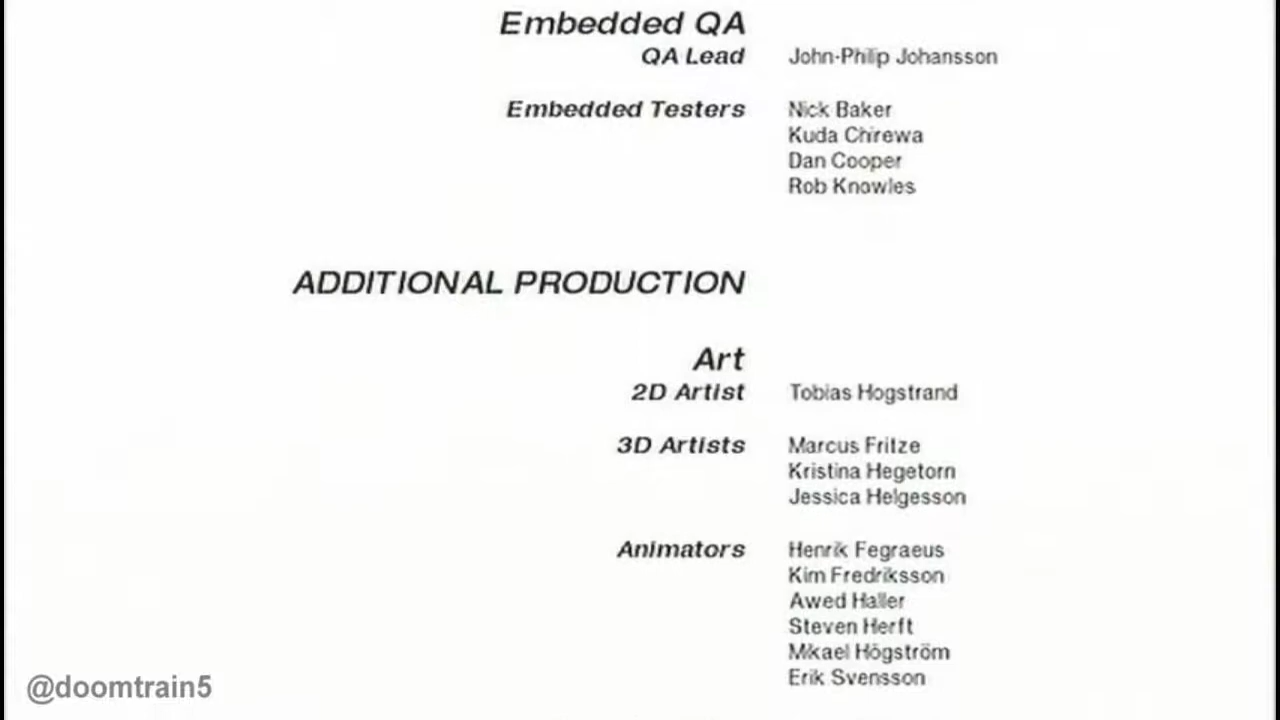 Embedded QA
QA Lead John-Philip Johansson
Embedded Testers Nick Baker
Kuda Chirewa
Dan Cooper
Rob Knowles
ADDITIONAL PRODUCTION
Art
2D Artist Tobias Hogstrand
3D Artists Marcus Fritze
Kristina Hegetorn
Jessica Helgesson
Animators Henrik Fegraeus
Kim Fredriksson
Awed Haller
Steven Herft
Mikael Högström
Erik Svensson
@doomtrain5